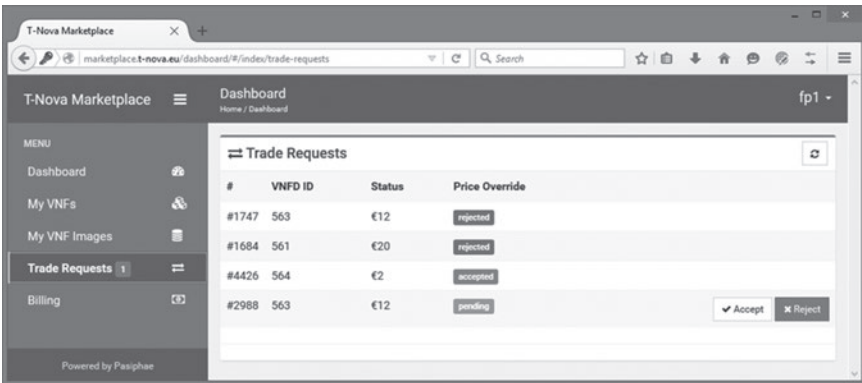 T-Nova Marketplace
marketplace.t-nova.eu/dashboard/#/index/trade-requests
Search
T-Nova Marketplace
Dashboard
fp1
Home / Dashboard
MENU
Dashboard
My VNFs
My VNF Images
Trade Requests 1
Billing
Powered by Pasiphae
Trade Requests
# VNFD ID Status Price Override
#1747 563 €12 rejected
#1684 561 €20 rejected
#4426 564 €2 accepted
#2988 563 €12 pending Accept Reject